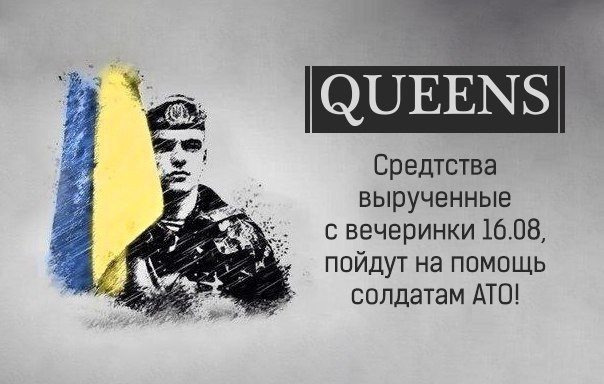 QUEENS
Средтства
вырученные
с вечеринки 16.08,
пойдут на помощь
солдатам АТО!